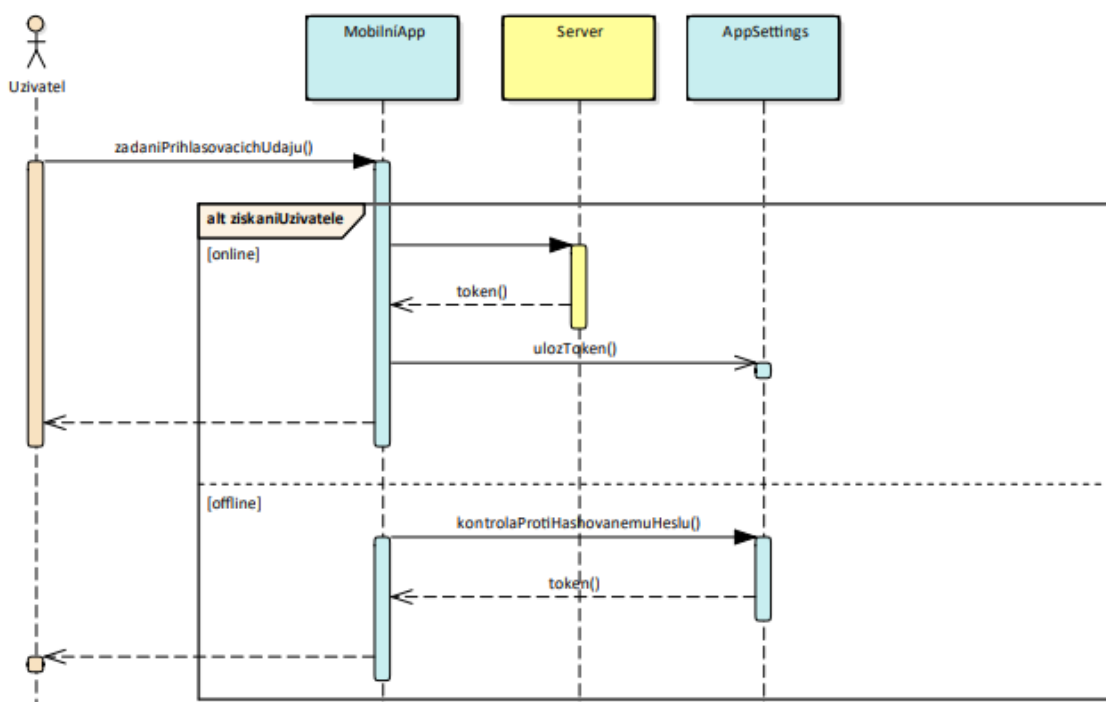 Uzivatel
MobilníApp
Server
AppSettings
zadaniPrihlasovacichUdaju()
alt ziskaniUzivatele
[online]
token()
ulozToken()
[offline]
kontrolaProtiHashovanemuHeslu()
token()